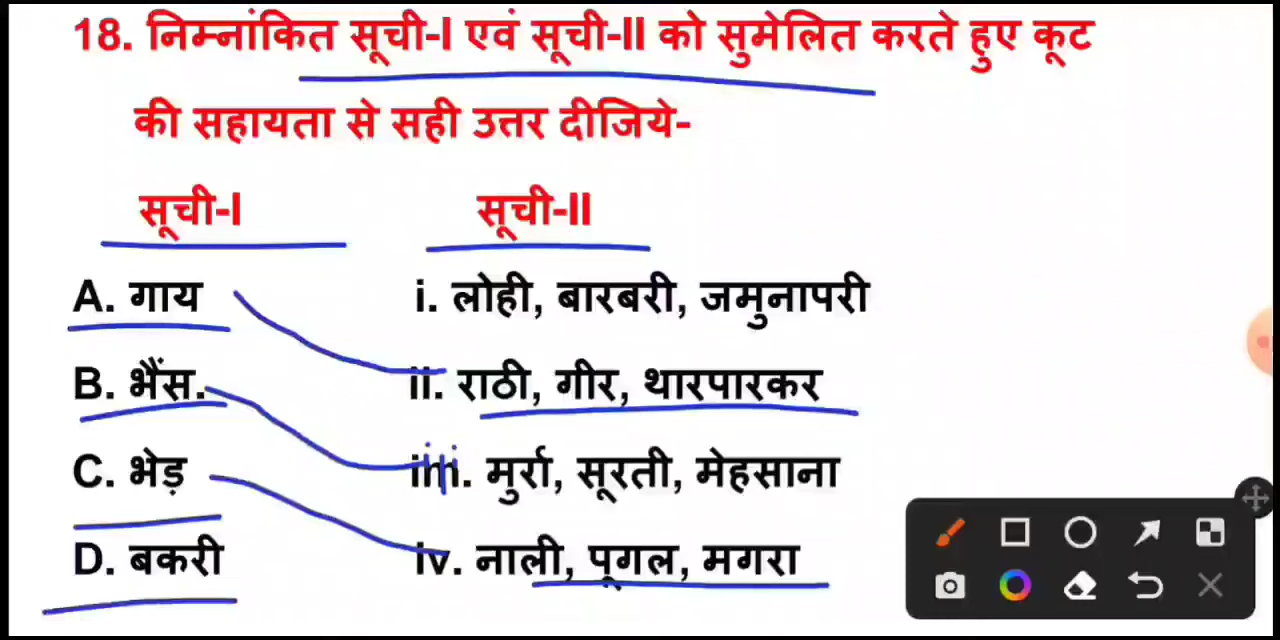 18. निम्नांकित सूची-I एवं सूची-II को सुमेलित करते हुए कूट
की सहायता से सही उत्तर दीजिये-
सूची-I सूची-II
A. गाय i. लोही, बारबरी, जमुनापरी
B. भैंस. ii. राठी, गीर, थारपारकर
C. भेड़ iii. मुर्रा, सूरती, मेहसाना
D. बकरी iv. नाली, पूगल, मगरा